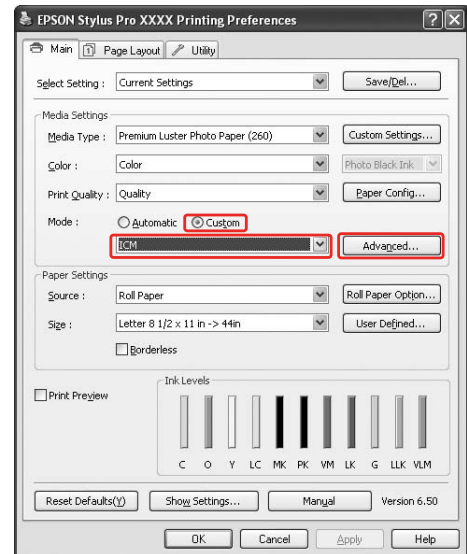 EPSON Stylus Pro XXXX Printing Preferences
Main Page Layout Utility
Select Setting : Current Settings Save/Del...
Media Settings
Media Type : Premium Luster Photo Paper (260) Custom Settings...
Color : Color Photo Black Ink
Print Quality : Quality Paper Config...
Mode : Automatic Custom
ICM Advanced...
Paper Settings
Source : Roll Paper Roll Paper Option...
Size : Letter 8 1/2 x 11 in -> 44in User Defined...
Borderless
Print Preview Ink Levels
C O Y LC MK PK VM LK G LLK VLM
Reset Defaults(Y) Show Settings... Manual Version 6.50
OK Cancel Apply Help